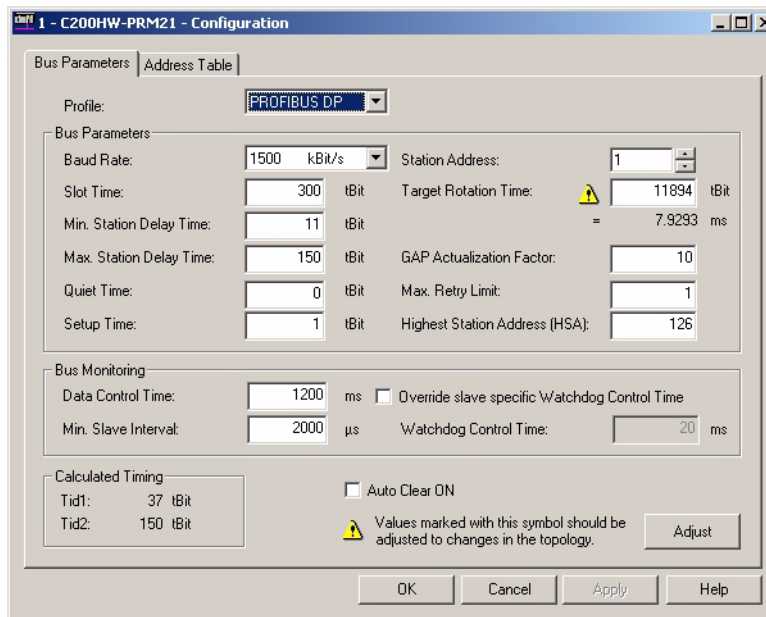 1 - C200HW-PRM21 - Configuration
Bus Parameters Address Table
Profile: PROFIBUS DP
Bus Parameters
Baud Rate: 1500 kBit/s Station Address: 1
Slot Time: 300 tBit Target Rotation Time: 11894 tBit
Min. Station Delay Time: 11 tBit = 7.9293 ms
Max. Station Delay Time: 150 tBit GAP Actualization Factor: 10
Quiet Time: 0 tBit Max. Retry Limit: 1
Setup Time: 1 tBit Highest Station Address (HSA): 126
Bus Monitoring
Data Control Time: 1200 ms Override slave specific Watchdog Control Time
Min. Slave Interval: 2000 µs Watchdog Control Time: 20 ms
Calculated Timing
Tid1: 37 tBit
Tid2: 150 tBit
Auto Clear ON
Values marked with this symbol should be
adjusted to changes in the topology.
Adjust
OK Cancel Apply Help